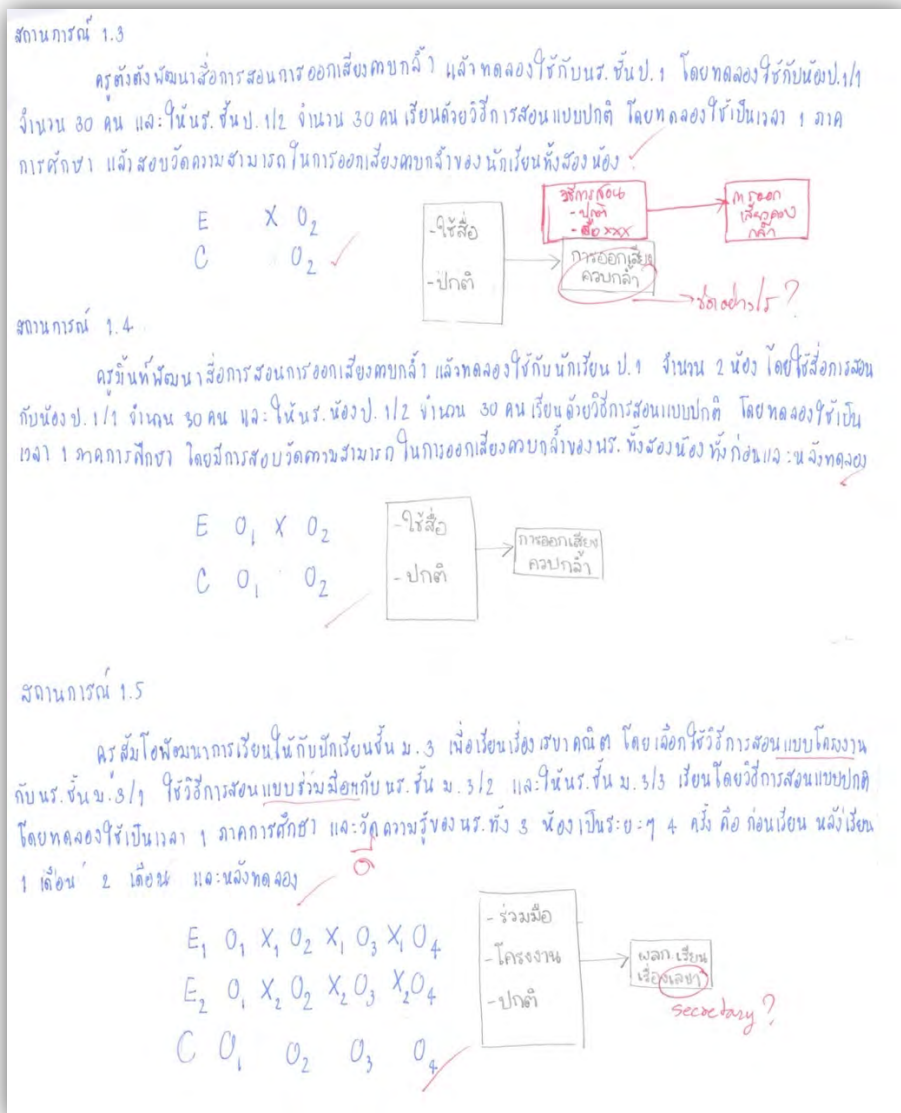 สถานการณ์ 1.3
ครูตังตังพัฒนาสื่อการสอนการออกเสียงควบกล้ำ แล้วทดลองใช้กับนร.ชั้นป.1 โดยทดลองใช้กับห้องป.1/1
จำนวน 30 คน และให้นร.ชั้นป.1/2 จำนวน 30 คน เรียนด้วยวิธีการสอนแบบปกติ โดยทดลองใช้เป็นเวลา 1 ภาค
การศึกษา แล้วสอบวัดความสามารถในการออกเสียงควบกล้ำของนักเรียนทั้งสองห้อง
E X O2
C O2
-ใช้สื่อ
-ปกติ
วิธีการสอน
- ปกติ
- สื่อ xxx
การออก
เสียงควบ
กล้ำ
การออกเสียง
ควบกล้ำ
อย่างไร?
สถานการณ์ 1.4
ครูมิ้นท์พัฒนาสื่อการสอนการออกเสียงควบกล้ำ แล้วทดลองใช้กับนักเรียน ป.1 จำนวน 2 ห้อง โดยใช้สื่อการสอน
กับห้องป.1/1 จำนวน 30 คน และให้นร.ห้องป.1/2 จำนวน 30 คน เรียนด้วยวิธีการสอนแบบปกติ โดยทดลองใช้เป็น
เวลา 1 ภาคการศึกษา โดยมีการสอบวัดความสามารถในการออกเสียงควบกล้ำของนร.ทั้งสองห้อง ทั้งก่อนและหลังทดลอง
E O1 X O2
C O1 O2
-ใช้สื่อ
- ปกติ
การออกเสียง
ควบกล้ำ
สถานการณ์ 1.5
ครูส้มโอพัฒนาการเรียนให้กับนักเรียนชั้น ม.3 เพื่อเรียนเรื่อง เรขาคณิต โดยเลือกใช้วิธีการสอนแบบโครงงาน
กับนร.ชั้น ม.3/1 ใช้วิธีการสอนแบบร่วมมือฯกับนร.ชั้น ม.3/2 และให้นร.ชั้น ม.3/3 เรียนโดยวิธีการสอนแบบปกติ
โดยทดลองใช้เป็นเวลา 1 ภาคการศึกษา และวัดความรู้ของนร.ทั้ง 3 ห้องเป็นระยะๆ 4 ครั้ง คือ ก่อนเรียน หลังเรียน
1 เดือน 2 เดือน และหลังทดลอง
E1 O1 X1 O2 X1 O3 X1 O4
E2 O1 X2 O2 X2 O3 X2 O4
C O1 O2 O3 O4
- ร่วมมือ
- โครงงาน
- ปกติ
ผลก.เรียน
เรื่องเลขา
secretary?